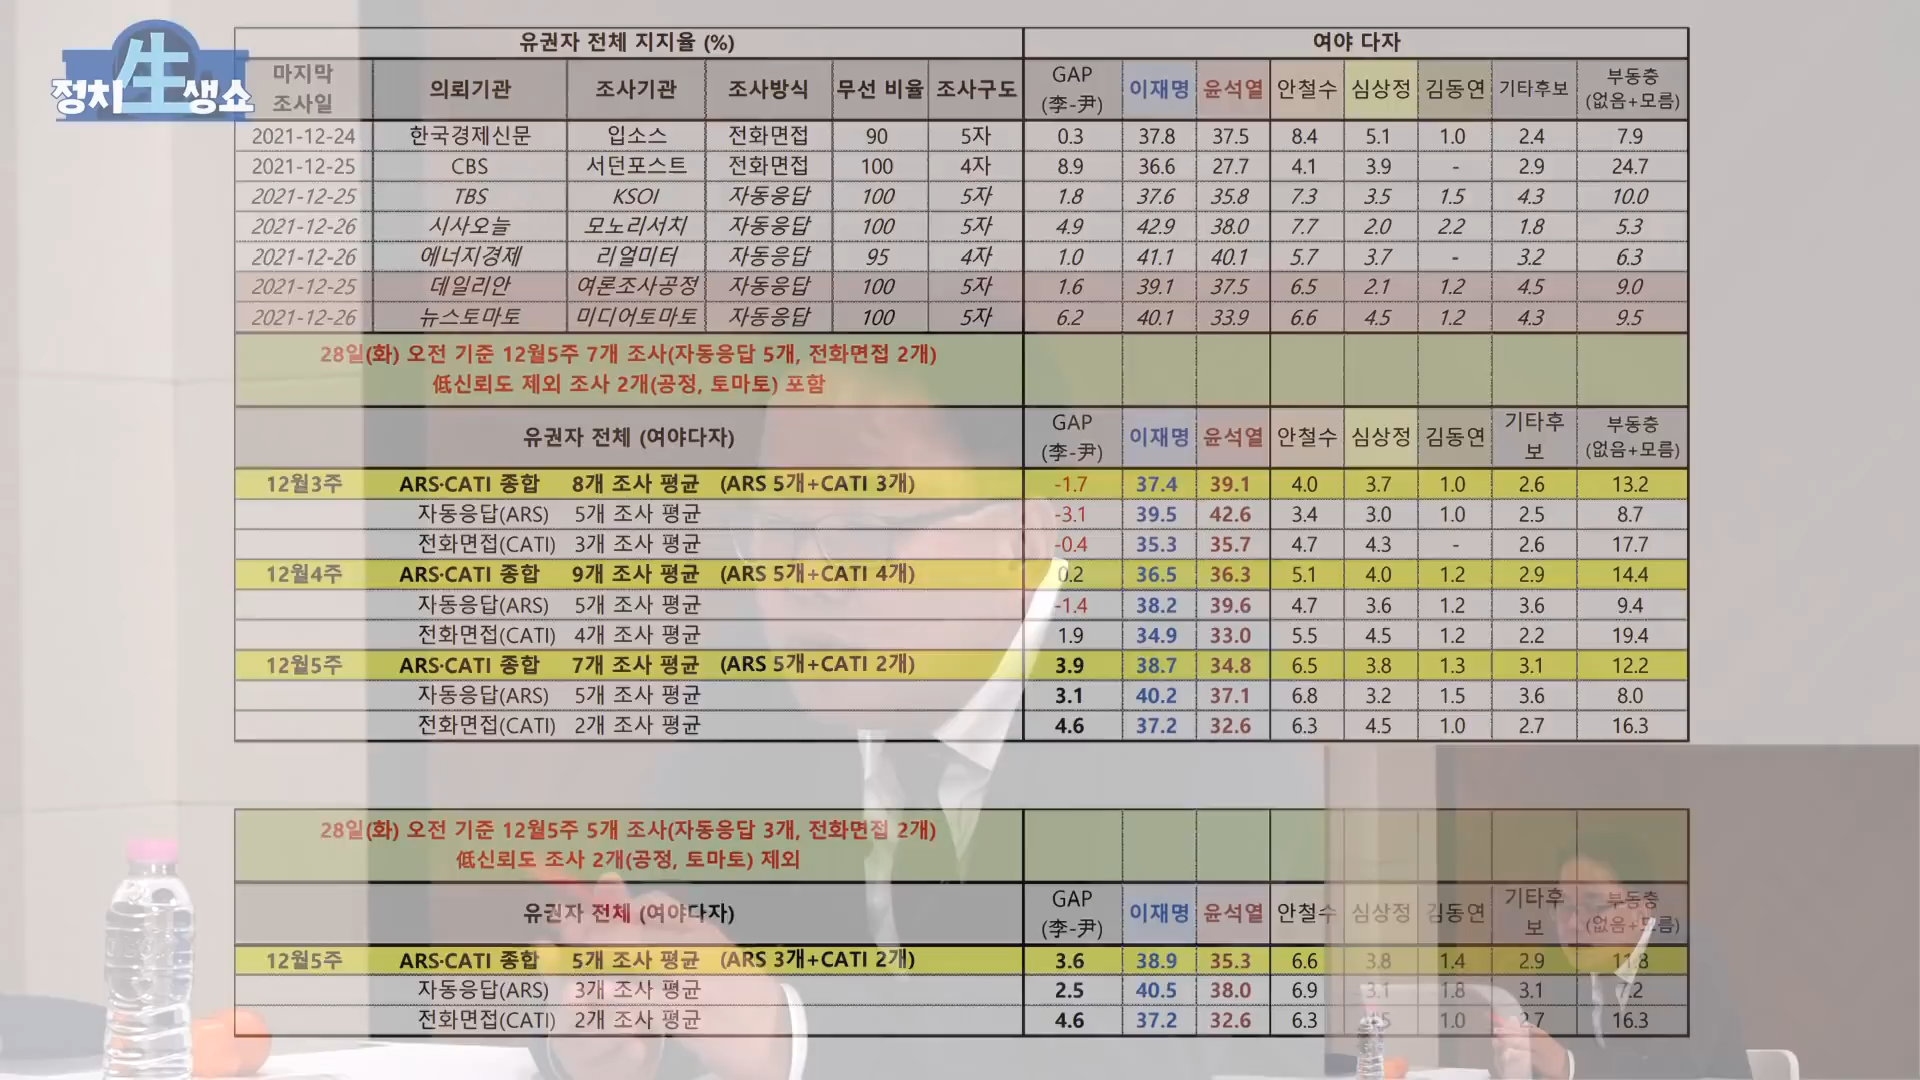 정치生생쇼
유권자 전체 지지율 (%) 여야 다자
마지막 조사일 의뢰기관 조사기관 조사방식 무선 비율 조사구도 GAP (李-尹) 이재명 윤석열 안철수 심상정 김동연 기타후보 부동층 (없음+모름)
2021-12-24 한국경제신문 입소스 전화면접 90 5자 0.3 37.8 37.5 8.4 5.1 1.0 2.4 7.9
2021-12-25 CBS 서던포스트 전화면접 100 4자 8.9 36.6 27.7 4.1 3.9 - 2.9 24.7
2021-12-25 TBS KSOI 자동응답 100 5자 1.8 37.6 35.8 7.3 3.5 1.5 4.3 10.0
2021-12-26 시사오늘 모노리서치 자동응답 100 5자 4.9 42.9 38.0 7.7 2.0 2.2 1.8 5.3
2021-12-26 에너지경제 리얼미터 자동응답 95 4자 1.0 41.1 40.1 5.7 3.7 - 3.2 6.3
2021-12-25 데일리안 여론조사공정 자동응답 100 5자 1.6 39.1 37.5 6.5 2.1 1.2 4.5 9.0
2021-12-26 뉴스토마토 미디어토마토 자동응답 100 5자 6.2 40.1 33.9 6.6 4.5 1.2 4.3 9.5
28일(화) 오전 기준 12월5주 7개 조사(자동응답 5개, 전화면접 2개)
低신뢰도 제외 조사 2개(공정, 토마토) 포함
유권자 전체 (여야다자) GAP (李-尹) 이재명 윤석열 안철수 심상정 김동연 기타후보 부동층 (없음+모름)
12월3주 ARS·CATI 종합 8개 조사 평균 (ARS 5개+CATI 3개) -1.7 37.4 39.1 4.0 3.7 1.0 2.6 13.2
자동응답(ARS) 5개 조사 평균 -3.1 39.5 42.6 3.4 3.0 1.0 2.5 8.7
전화면접(CATI) 3개 조사 평균 -0.4 35.3 35.7 4.7 4.3 - 2.6 17.7
12월4주 ARS·CATI 종합 9개 조사 평균 (ARS 5개+CATI 4개) 0.2 36.5 36.3 5.1 4.0 1.2 2.9 14.4
자동응답(ARS) 5개 조사 평균 -1.4 38.2 39.6 4.7 3.6 1.2 3.6 9.4
전화면접(CATI) 4개 조사 평균 1.9 34.9 33.0 5.5 4.5 1.2 2.2 19.4
12월5주 ARS·CATI 종합 7개 조사 평균 (ARS 5개+CATI 2개) 3.9 38.7 34.8 6.5 3.8 1.3 3.1 12.2
자동응답(ARS) 5개 조사 평균 3.1 40.2 37.1 6.8 3.2 1.5 3.6 8.0
전화면접(CATI) 2개 조사 평균 4.6 37.2 32.6 6.3 4.5 1.0 2.7 16.3
28일(화) 오전 기준 12월5주 5개 조사(자동응답 3개, 전화면접 2개)
低신뢰도 조사 2개(공정, 토마토) 제외
유권자 전체 (여야다자) GAP (李-尹) 이재명 윤석열 안철수 심상정 김동연 기타후보 부동층 (없음+모름)
12월5주 ARS·CATI 종합 5개 조사 평균 (ARS 3개+CATI 2개) 3.6 38.9 35.3 6.6 3.8 1.4 2.9 11.8
자동응답(ARS) 3개 조사 평균 2.5 40.5 38.0 6.9 3.1 1.8 3.1 7.2
전화면접(CATI) 2개 조사 평균 4.6 37.2 32.6 6.3 4.5 1.0 2.7 16.3